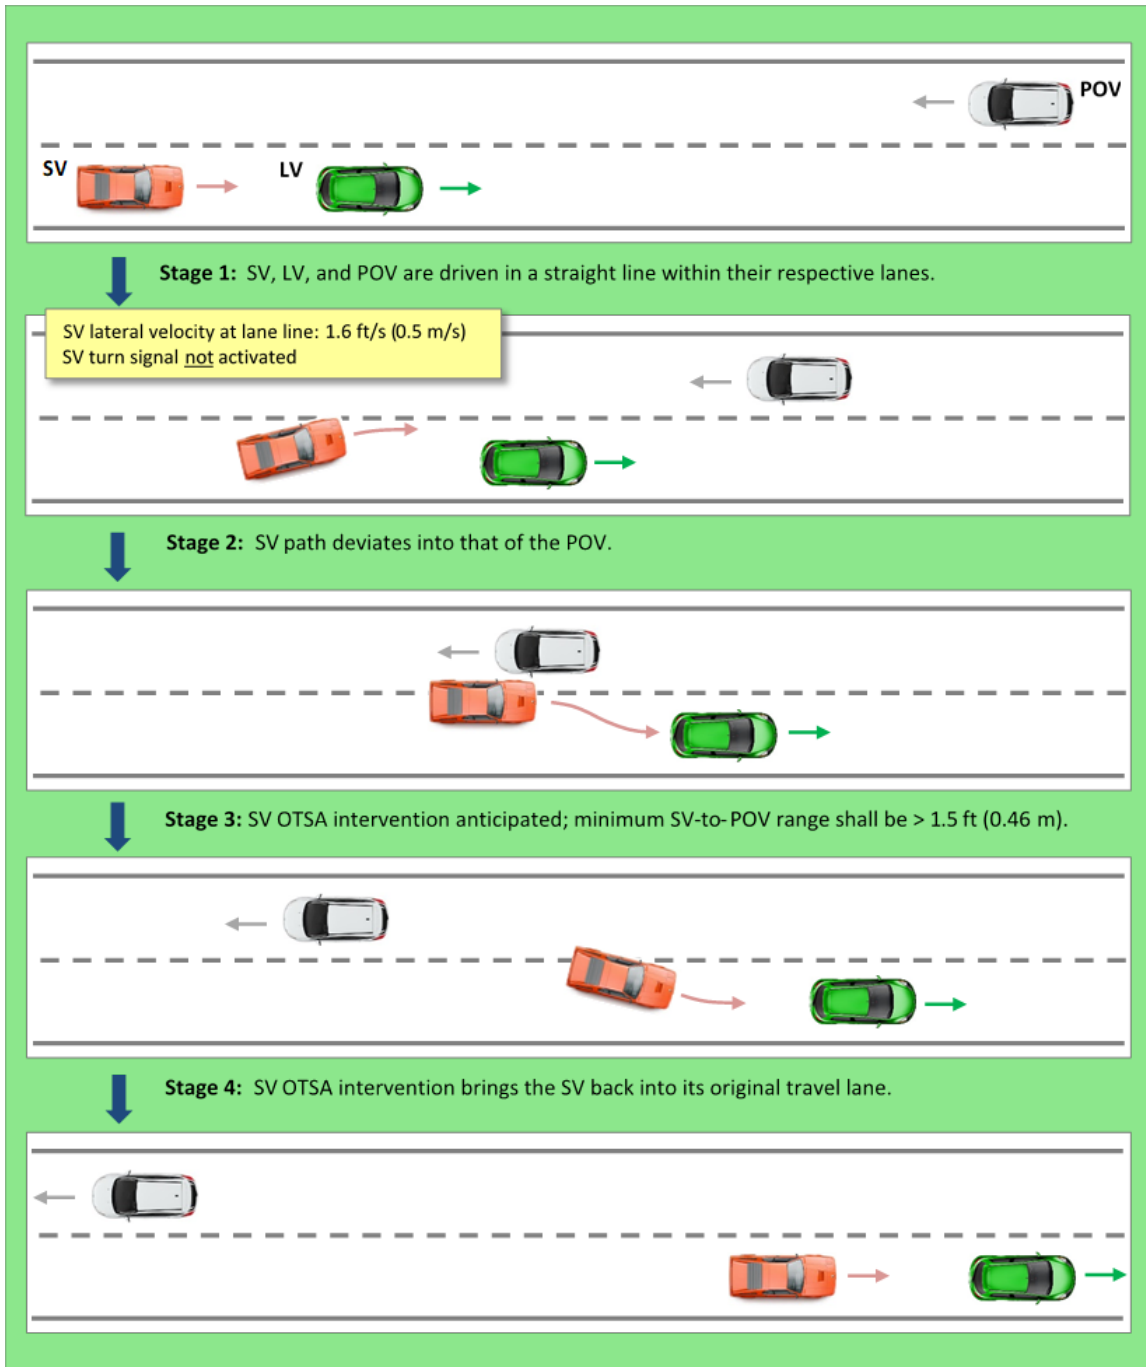 POV
SV
LV
Stage 1: SV, LV, and POV are driven in a straight line within their respective lanes.
SV lateral velocity at lane line: 1.6 ft/s (0.5 m/s)
SV turn signal not activated
Stage 2: SV path deviates into that of the POV.
Stage 3: SV OTSA intervention anticipated; minimum SV-to-POV range shall be > 1.5 ft (0.46 m).
Stage 4: SV OTSA intervention brings the SV back into its original travel lane.